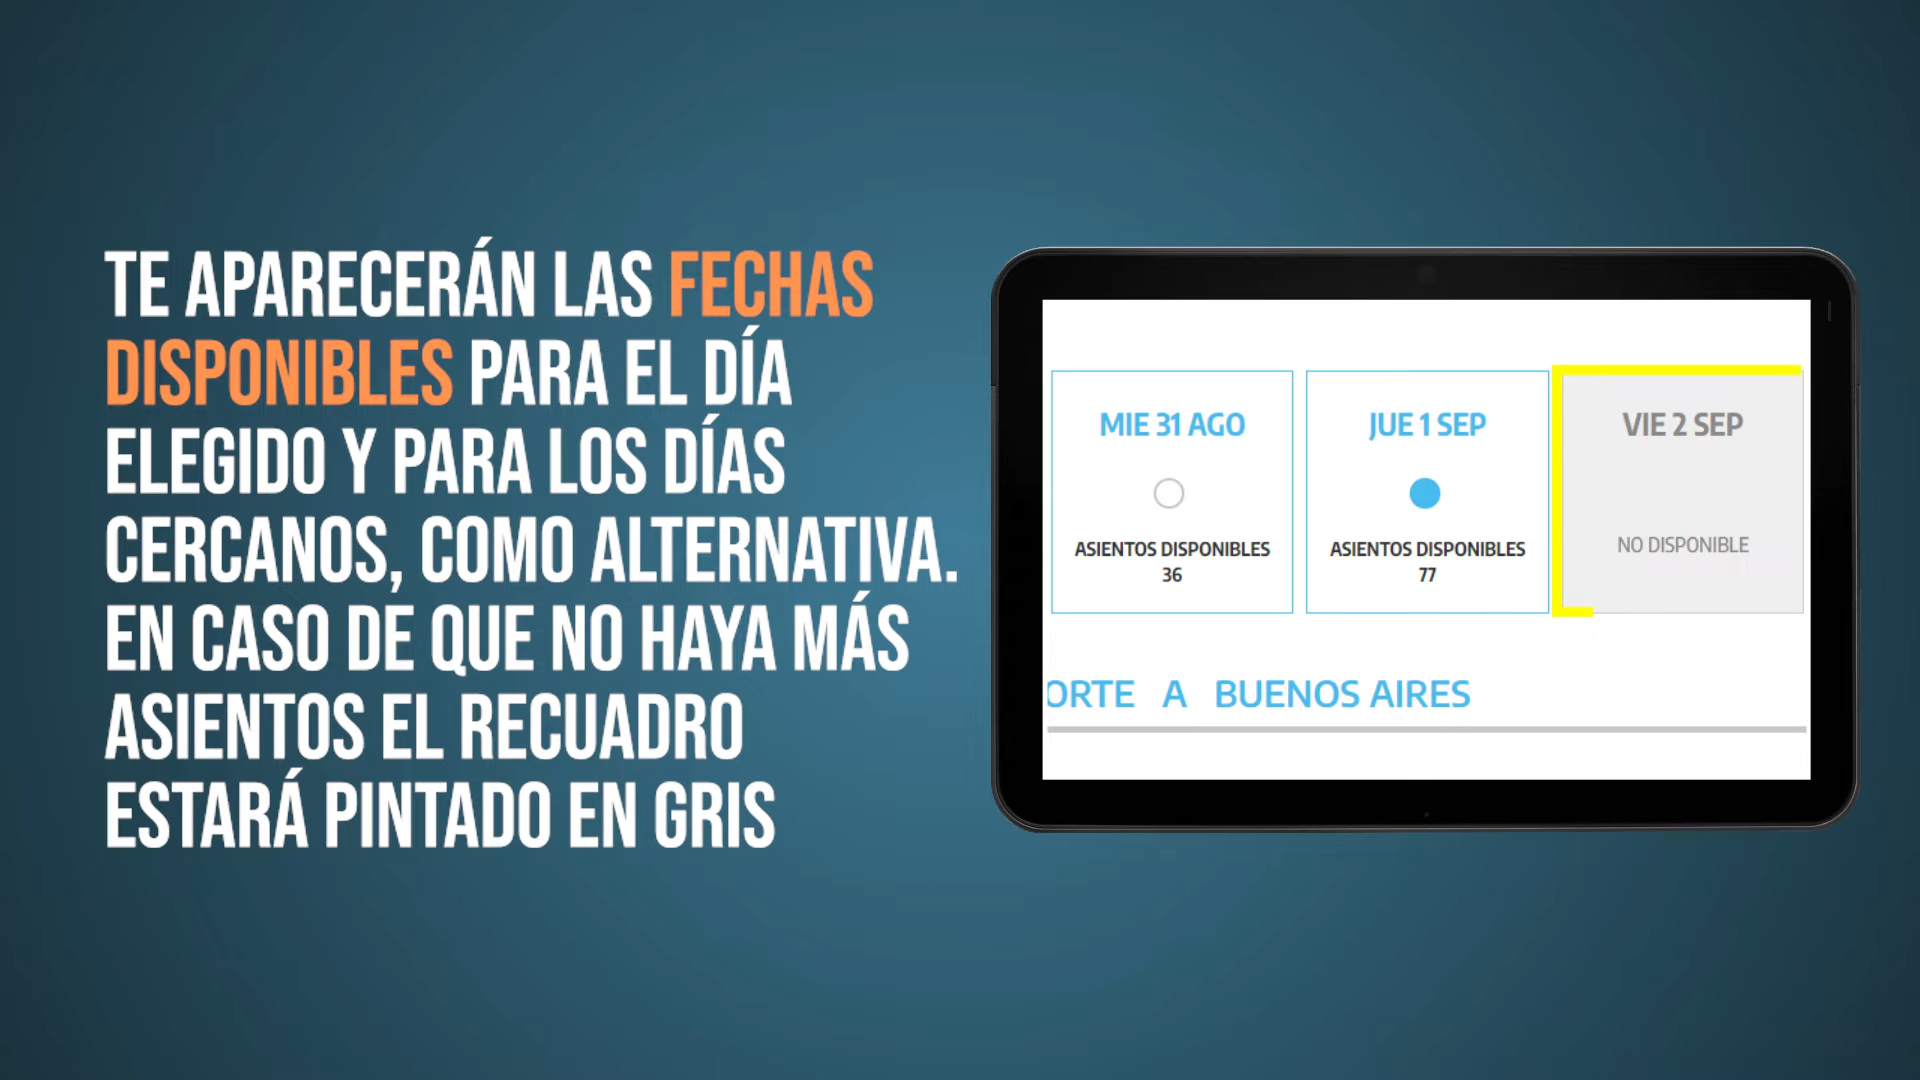 TE APARECERÁN LAS FECHAS
DISPONIBLES PARA EL DÍA
ELEGIDO Y PARA LOS DÍAS
CERCANOS, COMO ALTERNATIVA.
EN CASO DE QUE NO HAYA MÁS
ASIENTOS EL RECUADRO
ESTARÁ PINTADO EN GRIS
MIE 31 AGO
ASIENTOS DISPONIBLES
36
JUE 1 SEP
ASIENTOS DISPONIBLES
77
VIE 2 SEP
NO DISPONIBLE
ORTE A BUENOS AIRES